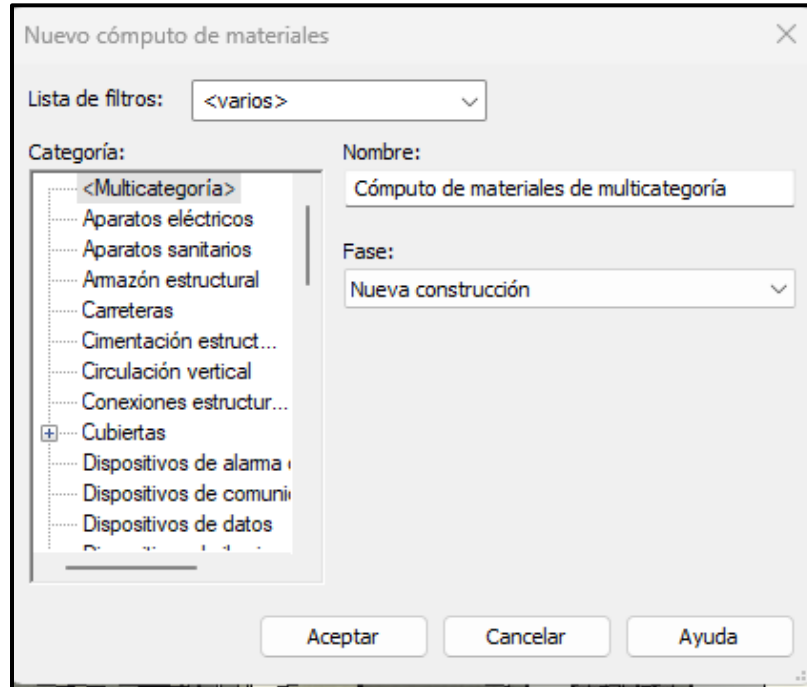 Nuevo cómputo de materiales
Lista de filtros: <varios>
Categoría:
<Multicategoría>
Aparatos eléctricos
Aparatos sanitarios
Armazón estructural
Carreteras
Cimentación estruct...
Circulación vertical
Conexiones estructur...
Cubiertas
Dispositivos de alarma
Dispositivos de comuni
Dispositivos de datos
Nombre:
Cómputo de materiales de multicategoría
Fase:
Nueva construcción
Aceptar Cancelar Ayuda